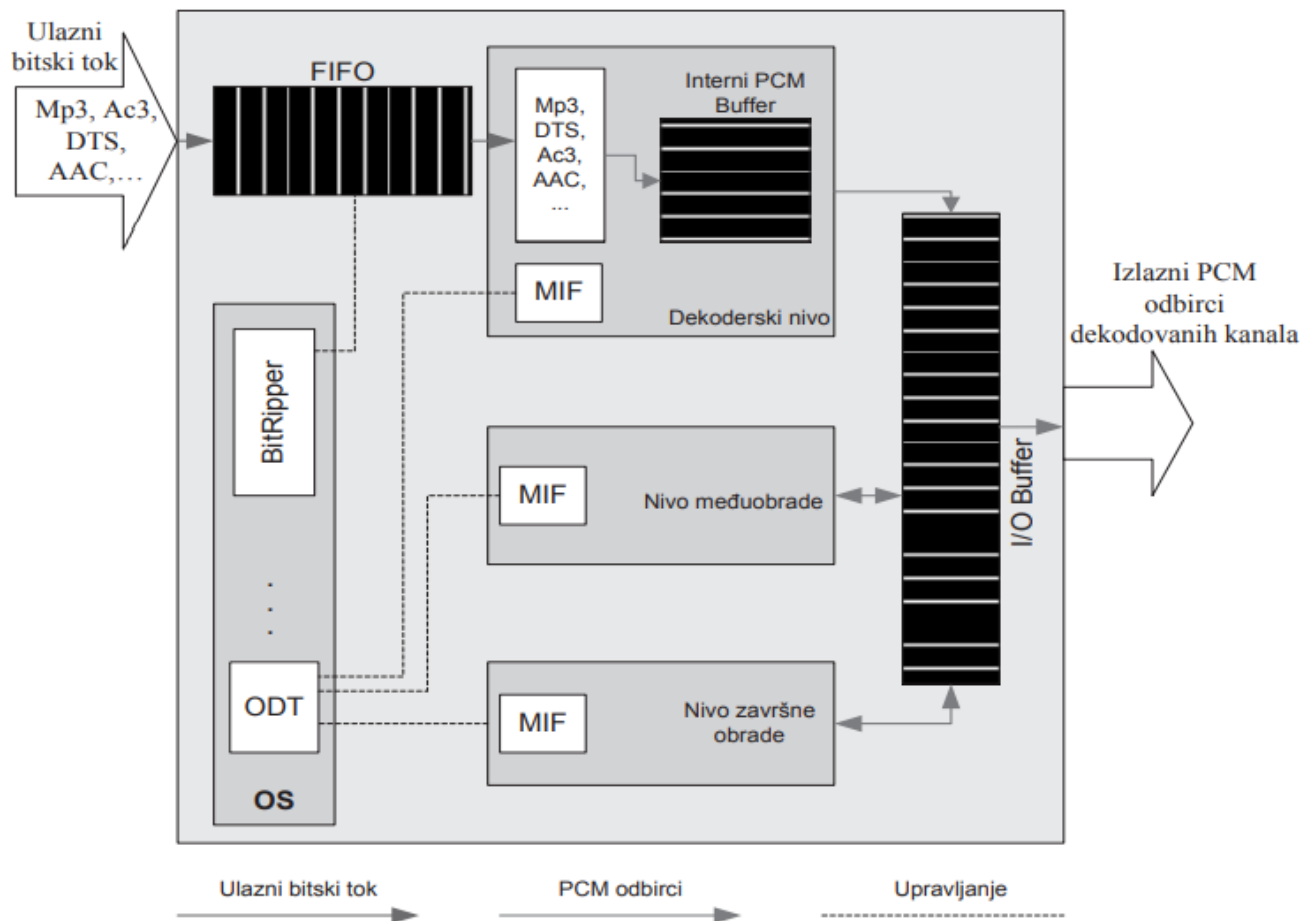 Ulazni
bitski tok
Mp3, Ac3,
DTS,
AAC,...
FIFO
Mp3,
DTS,
Ac3,
AAC,
...
Interni PCM
Buffer
MIF
Dekoderski nivo
BitRipper
.
.
.
ODT
OS
MIF
Nivo međuobrade
MIF
Nivo završne
obrade
I/O Buffer
Izlazni PCM
odbirci
dekodovanih kanala
Ulazni bitski tok
PCM odbirci
Upravljanje